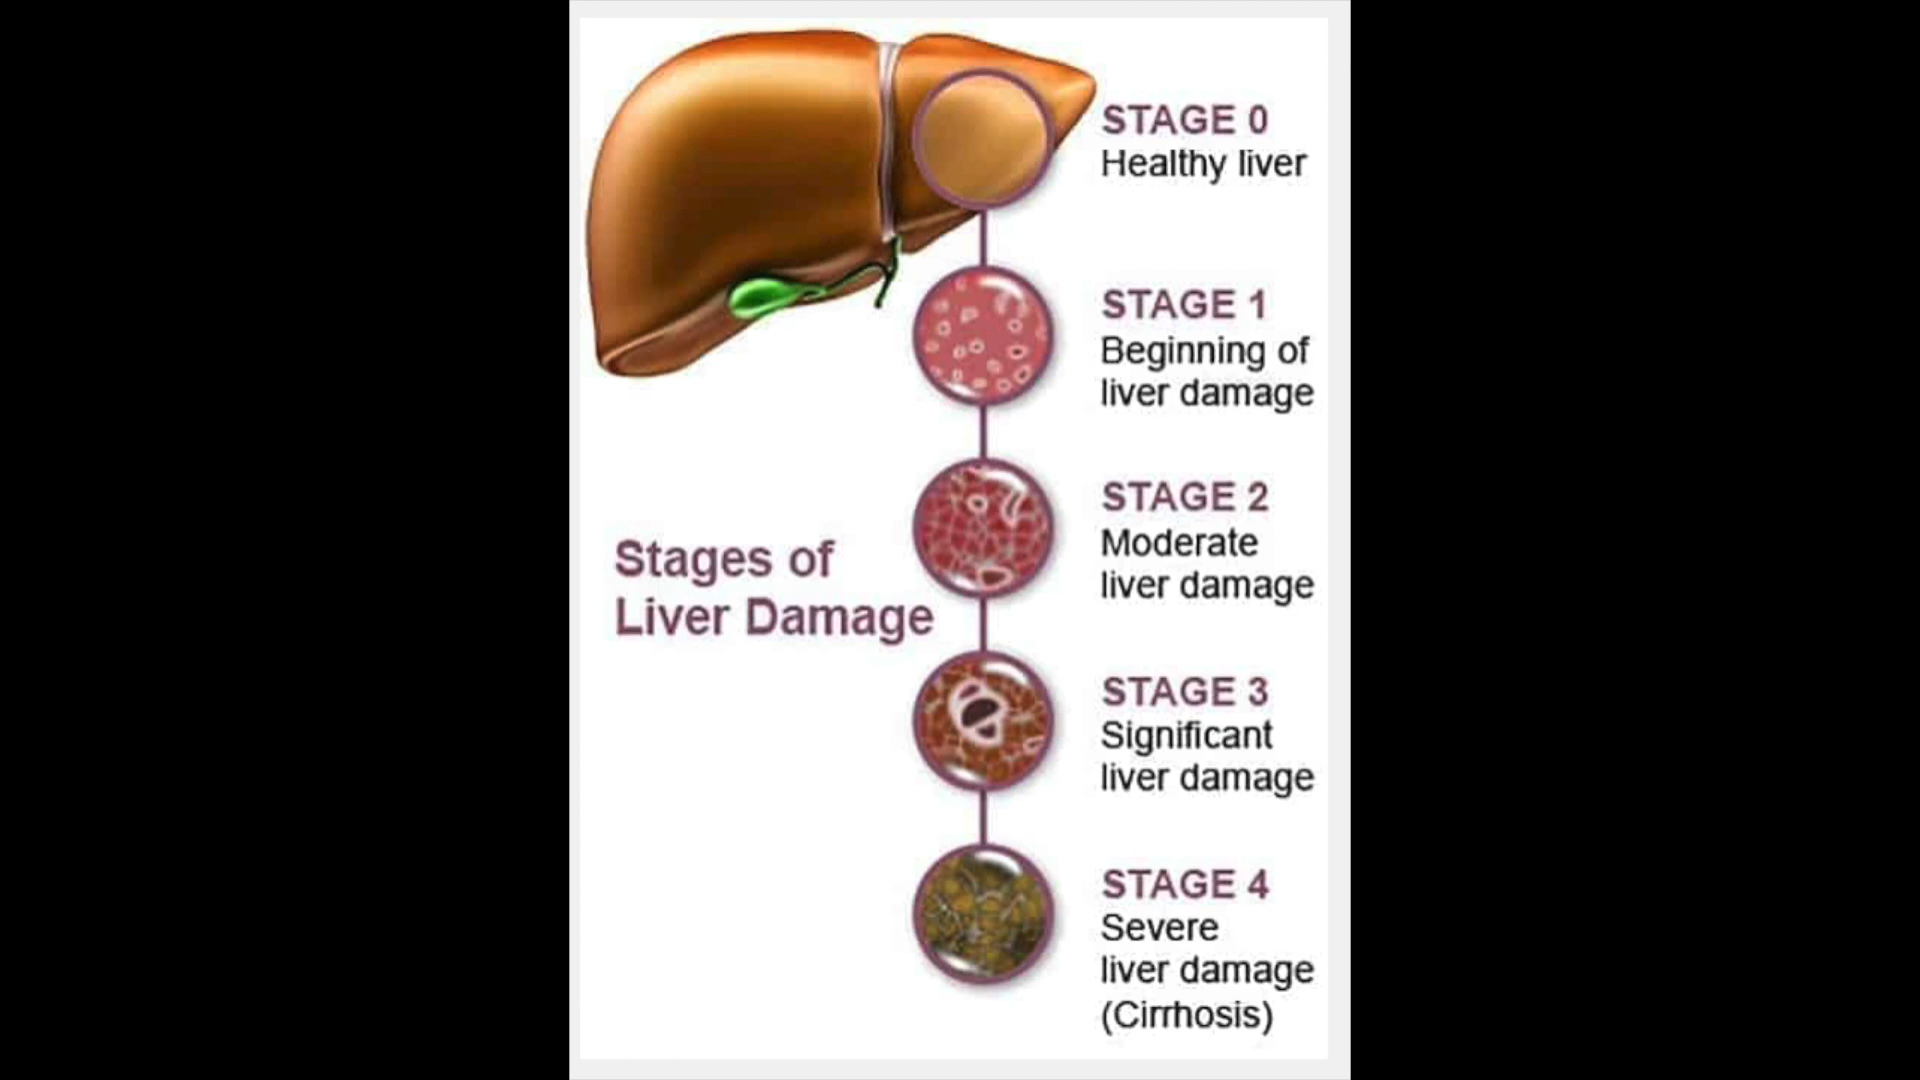 STAGE 0
Healthy liver
STAGE 1
Beginning of
liver damage
STAGE 2
Moderate
liver damage
Stages of
Liver Damage
STAGE 3
Significant
liver damage
STAGE 4
Severe
liver damage
(Cirrhosis)